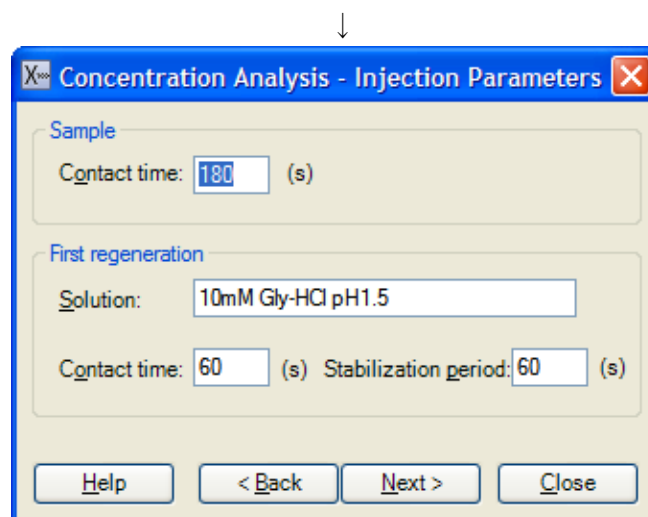 ↓
X Concentration Analysis - Injection Parameters
Sample
Contact time: 180 (s)
First regeneration
Solution: 10mM Gly-HCl pH1.5
Contact time: 60 (s) Stabilization period: 60 (s)
Help < Back Next > Close